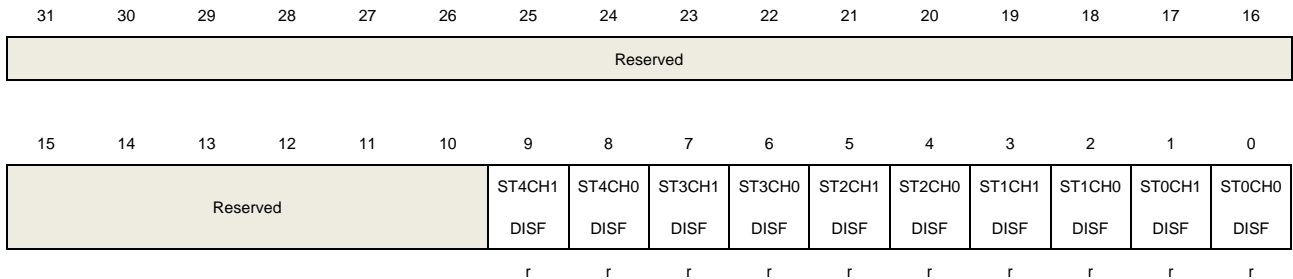 31 30 29 28 27 26 25 24 23 22 21 20 19 18 17 16
Reserved
15 14 13 12 11 10 9 8 7 6 5 4 3 2 1 0
Reserved ST4CH1 ST4CH0 ST3CH1 ST3CH0 ST2CH1 ST2CH0 ST1CH1 ST1CH0 ST0CH1 ST0CH0
DISF DISF DISF DISF DISF DISF DISF DISF DISF DISF
r r r r r r r r r r